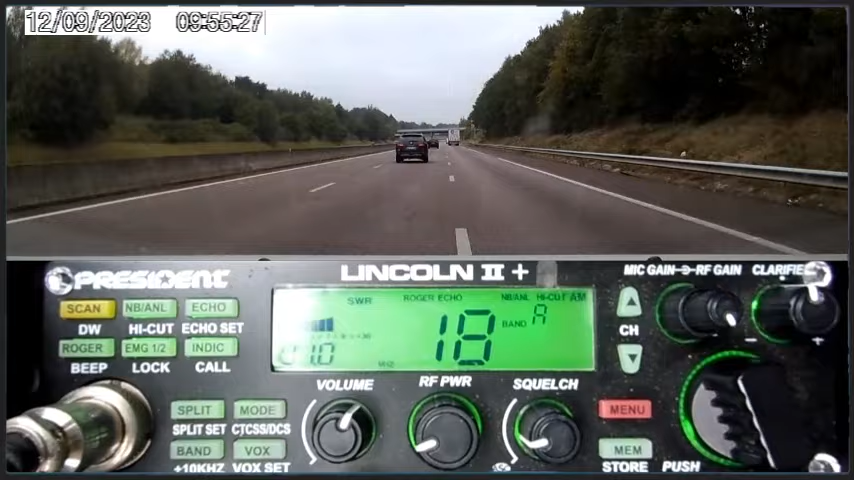 12/09/2023 09:55:27
PRESIDENT
LINCOLN II +
MIC GAIN RF GAIN CLARIFIER
SCAN NB/ANL ECHO
DW HI-CUT ECHO SET
ROGER EMG 1/2 INDIC
BEEP LOCK CALL
SWR ROGER ECHO NB/ANL HI-CUT AM
18 BAND A
1.0
CH
VOLUME RF PWR SQUELCH
SPLIT MODE
SPLIT SET CTCSS/DCS
BAND VOX
+10KHZ VOX SET
MENU
MEM
STORE PUSH